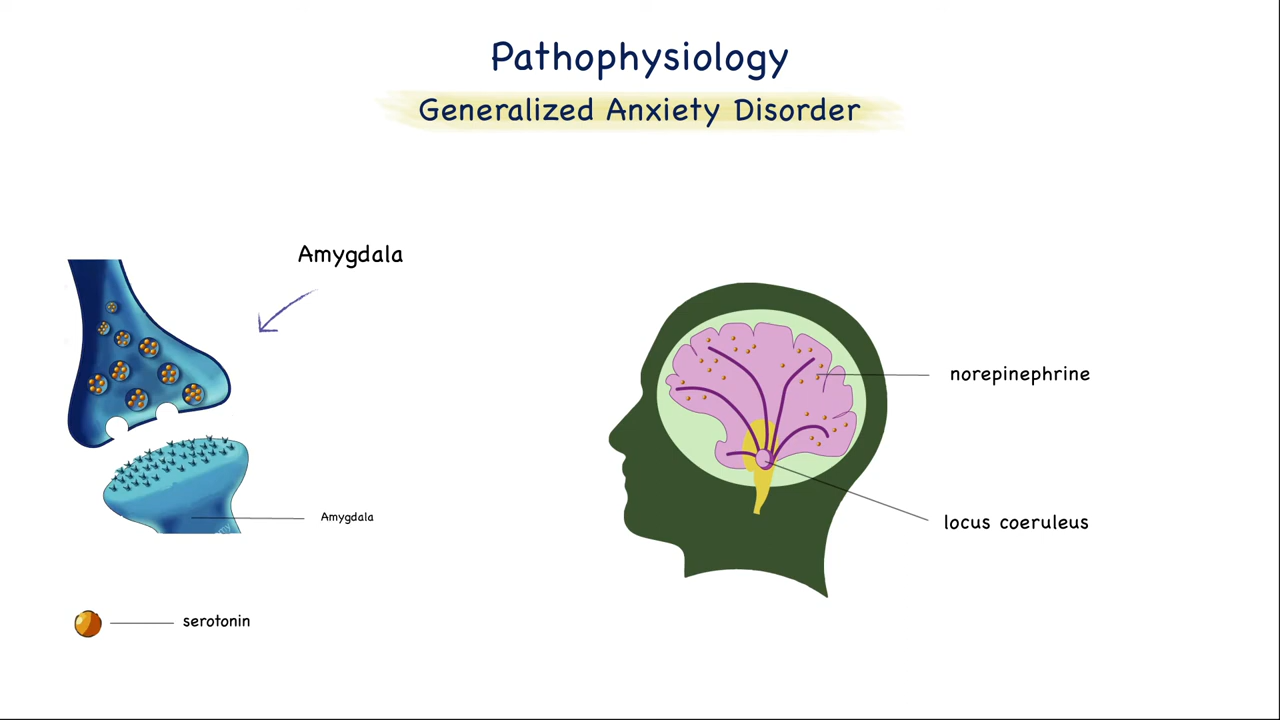 Pathophysiology
Generalized Anxiety Disorder
Amygdala
norepinephrine
Amygdala
locus coeruleus
serotonin